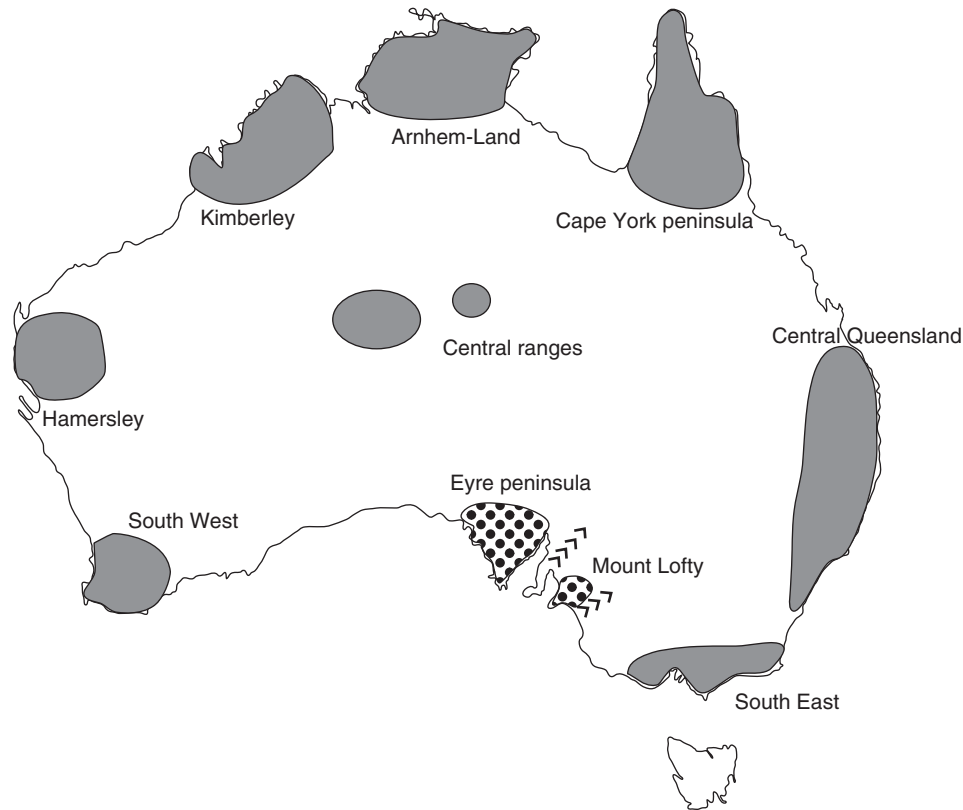 Arnhem-Land
Kimberley
Cape York peninsula
Central Queensland
Central ranges
Hamersley
Eyre peninsula
South West
Mount Lofty
South East